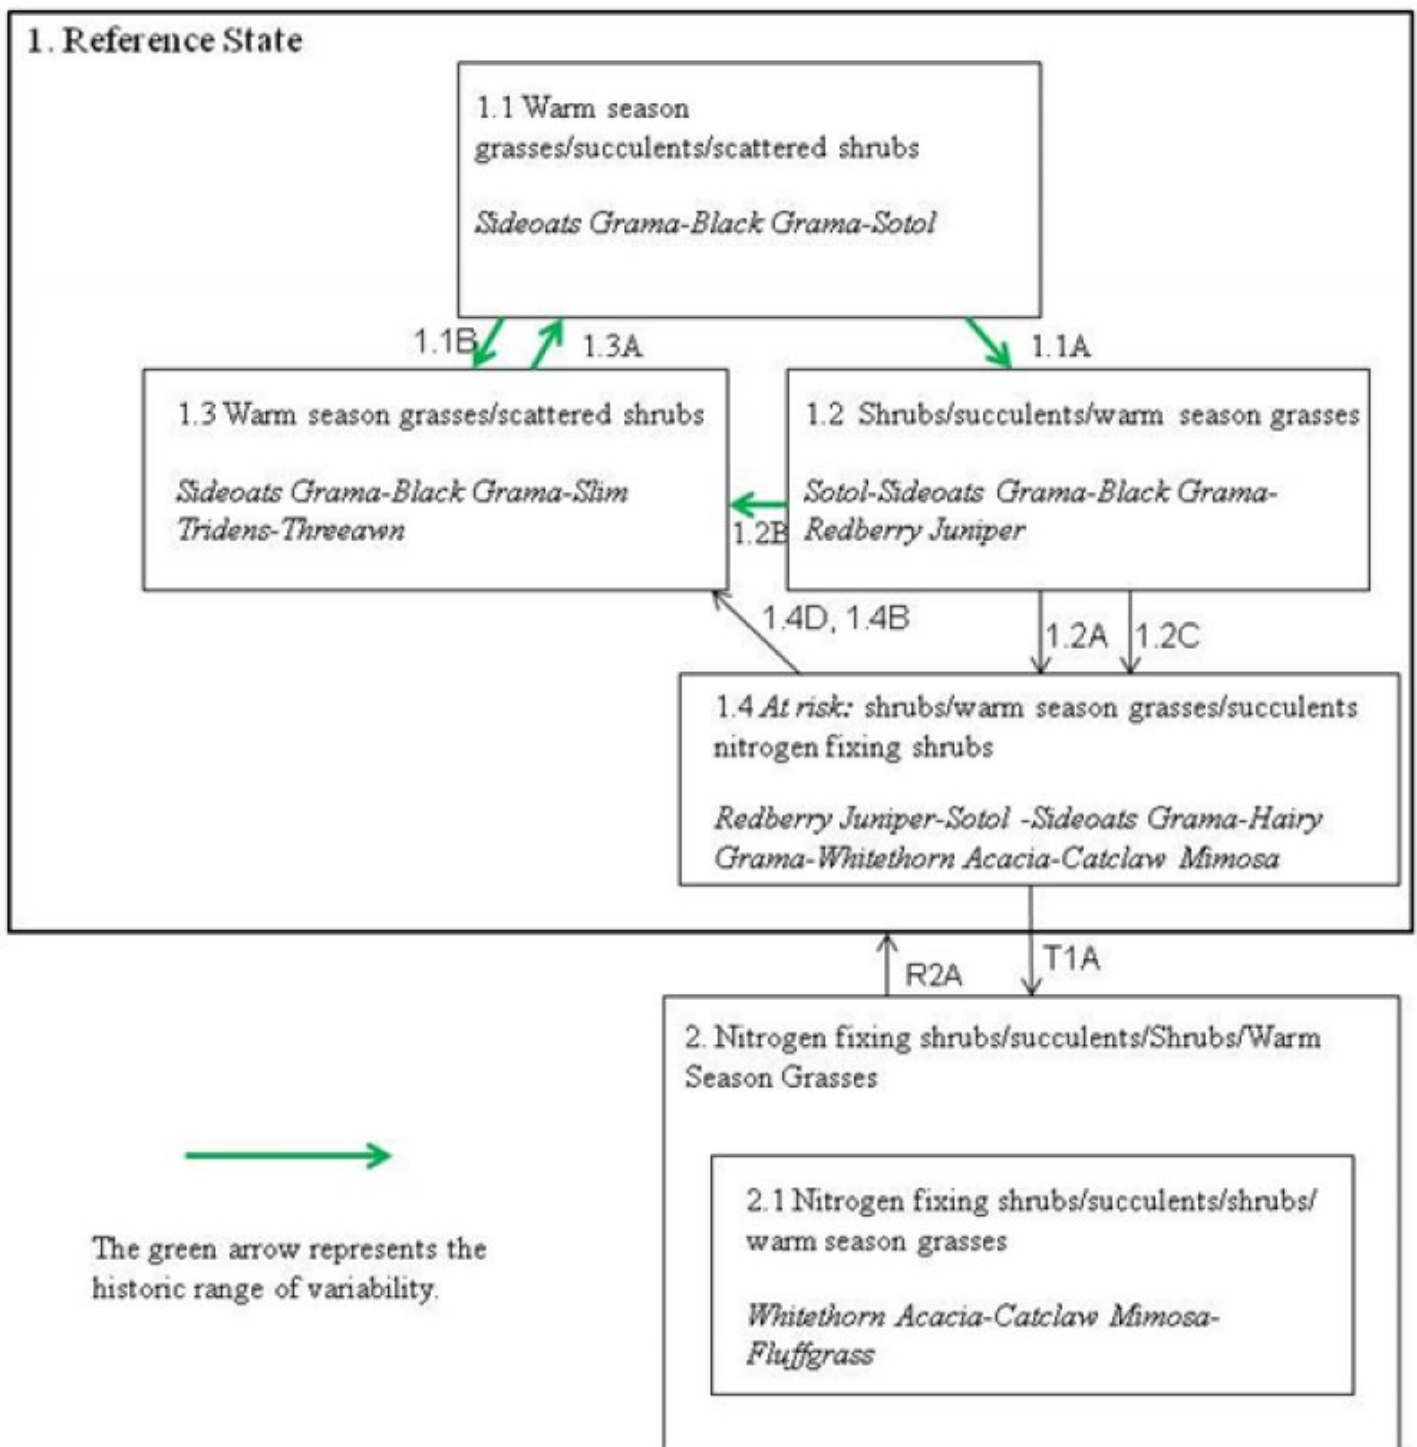 1. Reference State
1.1 Warm season
grasses/succulents/scattered shrubs
Sideoats Grama-Black Grama-Sotol
1.1B
1.3A
1.1A
1.3 Warm season grasses/scattered shrubs
Sideoats Grama-Black Grama-Slim
Tridens-Threeawn
1.2 Shrubs/succulents/warm season grasses
Sotol-Sideoats Grama-Black Grama-
Redberry Juniper
1.2B
1.4D, 1.4B
1.2A
1.2C
1.4 At risk: shrubs/warm season grasses/succulents
nitrogen fixing shrubs
Redberry Juniper-Sotol -Sideoats Grama-Hairy
Grama-Whitethorn Acacia-Catclaw Mimosa
R2A
T1A
2. Nitrogen fixing shrubs/succulents/Shrubs/Warm
Season Grasses
2.1 Nitrogen fixing shrubs/succulents/shrubs/
warm season grasses
Whitethorn Acacia-Catclaw Mimosa-
Fluffgrass
The green arrow represents the
historic range of variability.